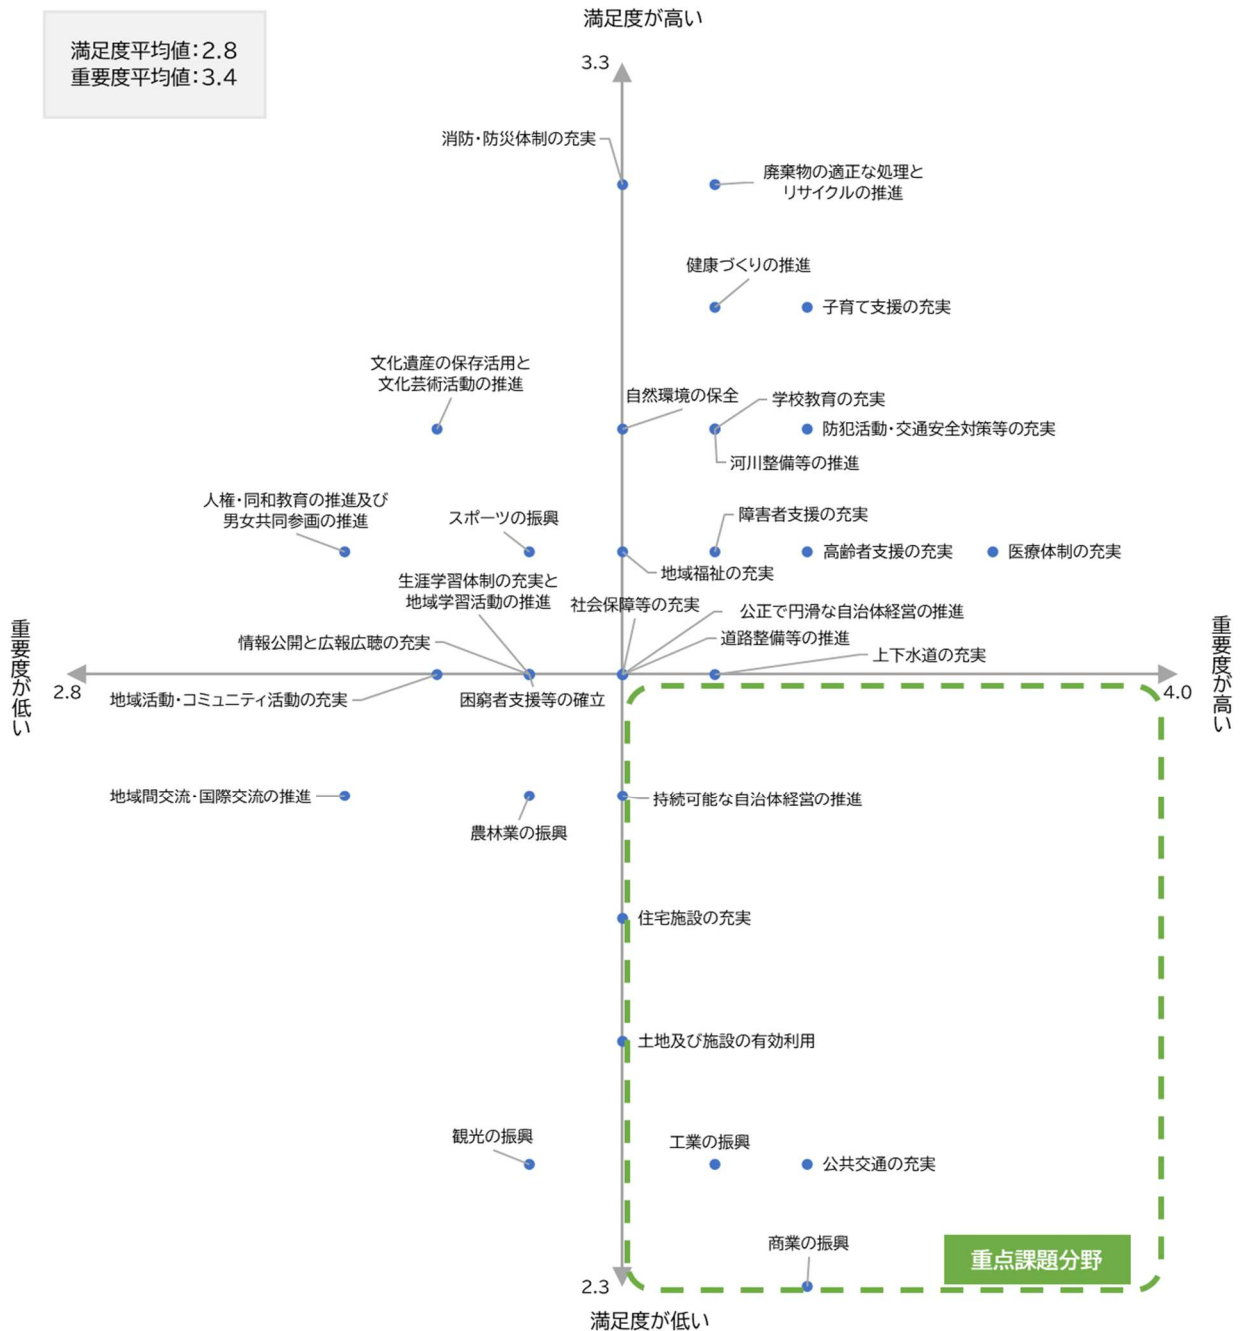 満足度が高い
満足度平均値：2.8
重要度平均値：3.4
3.3
消防・防災体制の充実
廃棄物の適正な処理と
リサイクルの推進
健康づくりの推進
子育て支援の充実
文化遺産の保存活用と
文化芸術活動の推進
自然環境の保全
学校教育の充実
防犯活動・交通安全対策等の充実
河川整備等の推進
人権・同和教育の推進及び
男女共同参画の推進
スポーツの振興
障害者支援の充実
高齢者支援の充実
医療体制の充実
地域福祉の充実
生涯学習体制の充実と
地域学習活動の推進
社会保障等の充実
公正で円滑な自治体経営の推進
情報公開と広報広聴の充実
道路整備等の推進
上下水道の充実
重要度が低い
2.8
地域活動・コミュニティ活動の充実
困窮者支援等の確立
4.0
重要度が高い
地域間交流・国際交流の推進
農林業の振興
持続可能な自治体経営の推進
住宅施設の充実
土地及び施設の有効利用
観光の振興
工業の振興
公共交通の充実
商業の振興
重点課題分野
2.3
満足度が低い